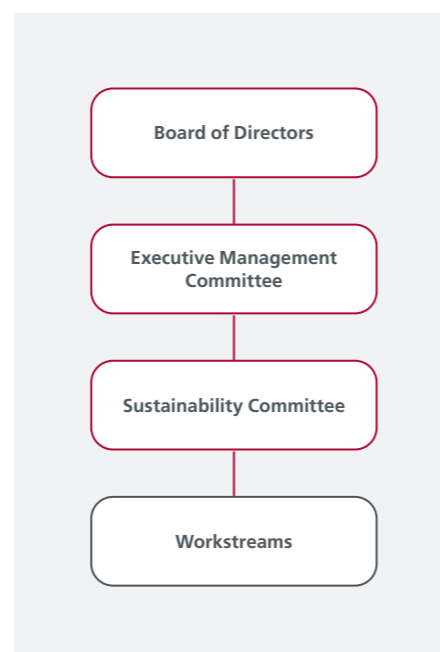 Board of Directors
Executive Management
Committee
Sustainability Committee
Workstreams